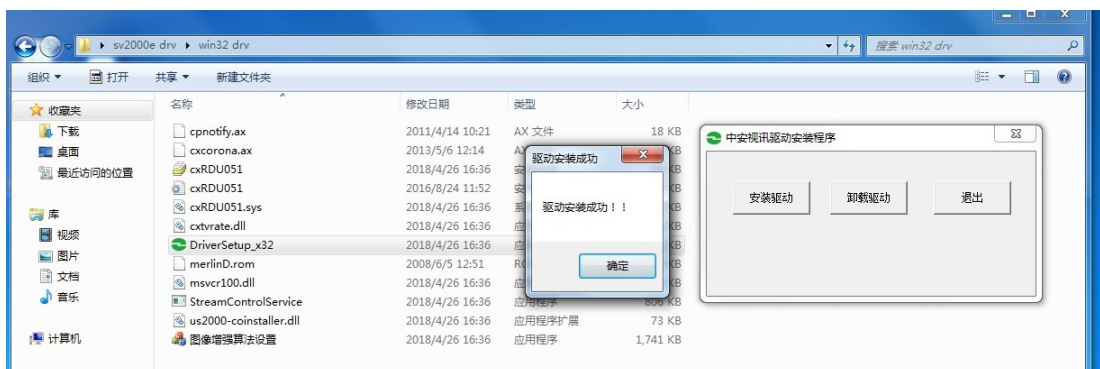 sv2000e drv ▸ win32 drv
搜索 win32 drv
组织 打开 共享 新建文件夹
收藏夹
下载
桌面
最近访问的位置
库
视频
图片
文档
音乐
计算机
名称 修改日期 类型 大小
cpnotify.ax 2011/4/14 10:21 AX 文件 18 KB
cxcorona.ax 2013/5/6 12:14 KB
cxRDU051 2018/4/26 16:36 KB
cxRDU051 2016/8/24 11:52 KB
cxRDU051.sys 2018/4/26 16:36 KB
cxtvrate.dll 2018/4/26 16:36 KB
DriverSetup_x32 2018/4/26 16:36 KB
merlinD.rom 2008/6/5 12:51 KB
msvcr100.dll 2018/4/26 16:36 KB
StreamControlService 2018/4/26 16:36 应用程序 806 KB
us2000-coinstaller.dll 2018/4/26 16:36 应用程序扩展 73 KB
图像增强算法设置 2018/4/26 16:36 应用程序 1,741 KB
驱动安装成功
驱动安装成功！！
确定
中安视讯驱动安装程序
安装驱动 卸载驱动 退出